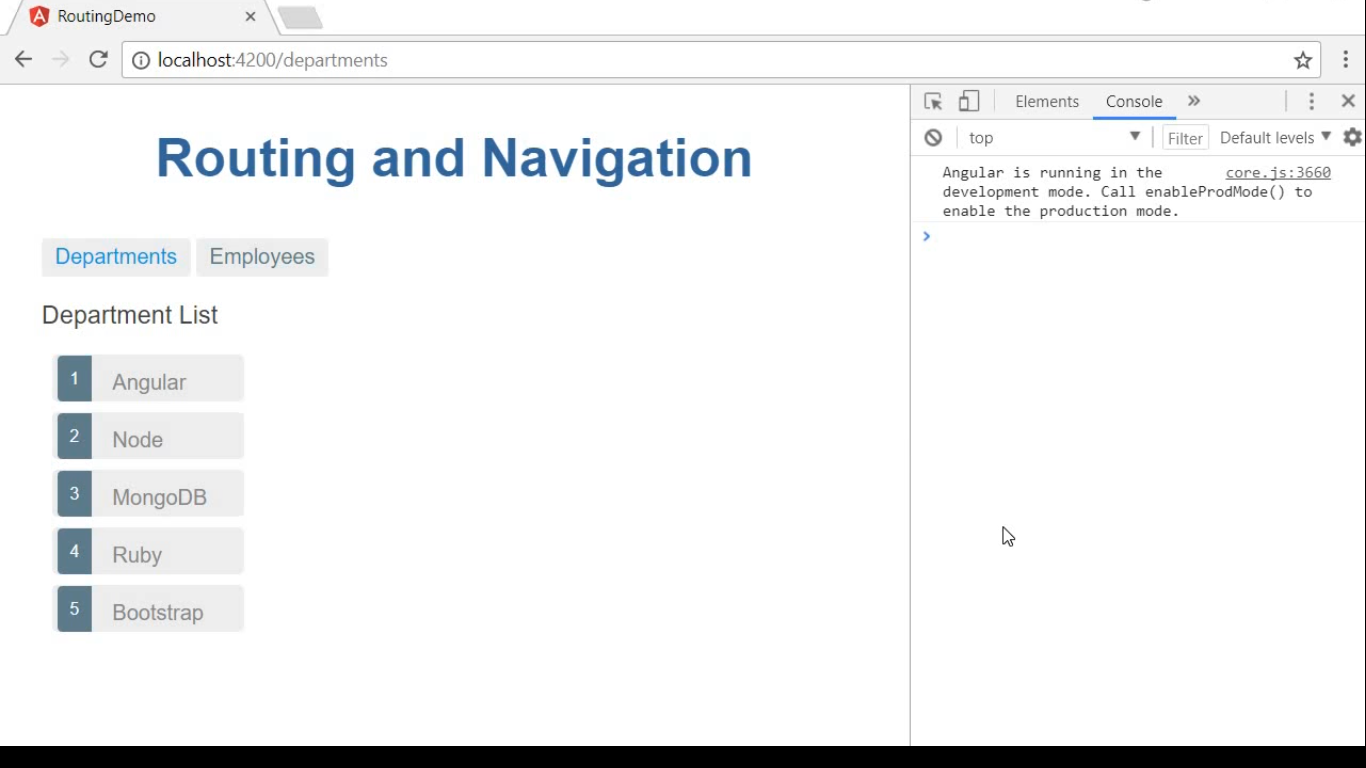 RoutingDemo
localhost:4200/departments
Elements Console
top Filter Default levels
Routing and Navigation
Departments Employees
Department List
1 Angular
2 Node
3 MongoDB
4 Ruby
5 Bootstrap
Angular is running in the core.js:3660
development mode. Call enableProdMode() to
enable the production mode.